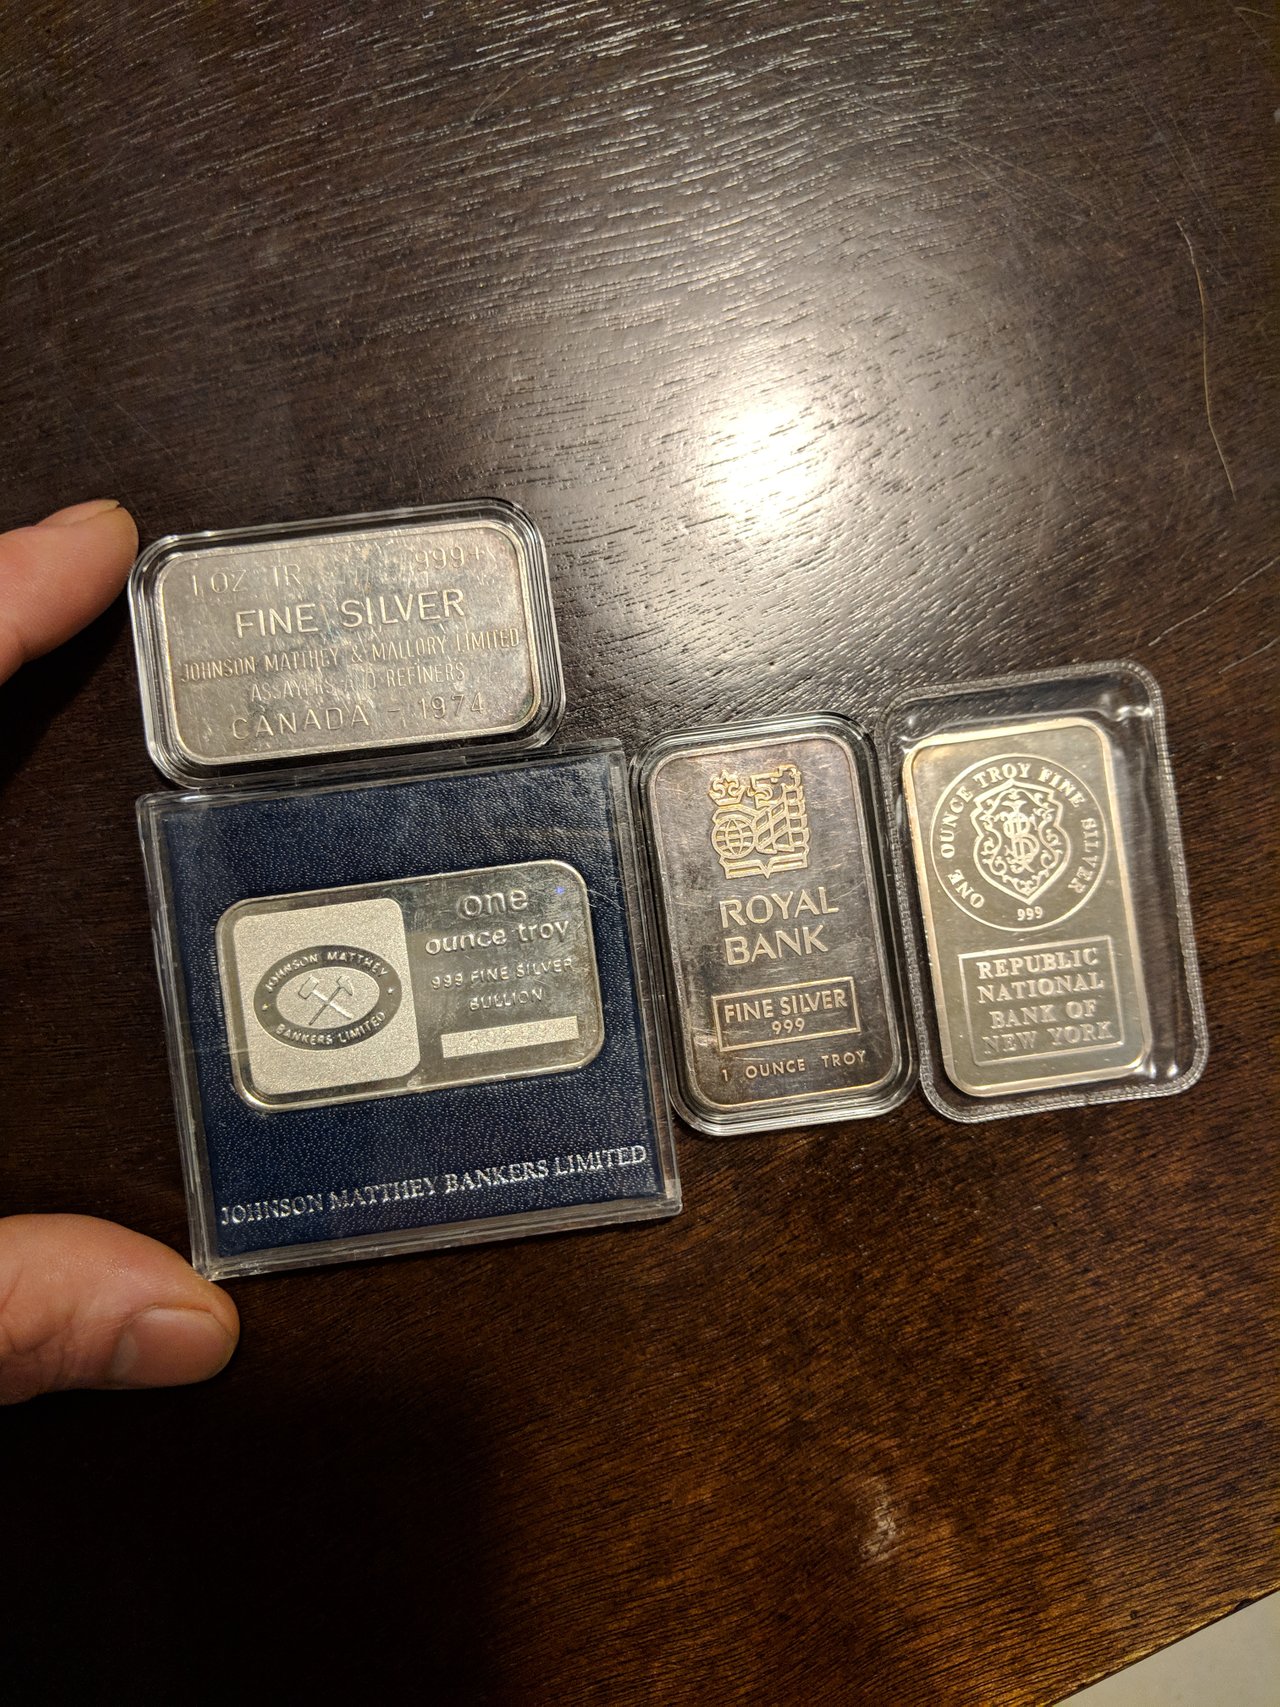 1 OZ TR 999+
FINE SILVER
JOHNSON MATTHEY & MALLORY LIMITED
ASSAYERS AND REFINERS
CANADA - 1974
JOHNSON MATTHEY
BANKERS LIMITED
one
ounce troy
999 FINE SILVER
BULLION
JOHNSON MATTHEY BANKERS LIMITED
ROYAL
BANK
FINE SILVER
999
1 OUNCE TROY
ONE OUNCE TROY FINE SILVER
999
REPUBLIC
NATIONAL
BANK OF
NEW YORK